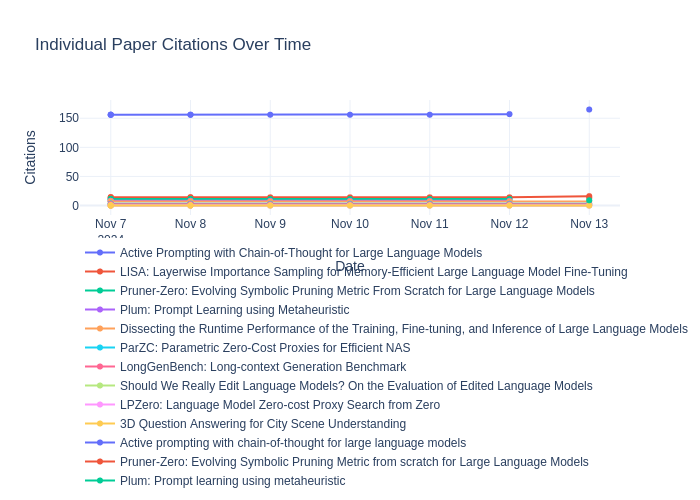 Individual Paper Citations Over Time
Citations
150
100
50
0
Nov 7 Nov 8 Nov 9 Nov 10 Nov 11 Nov 12 Nov 13
2024
Date
Active Prompting with Chain-of-Thought for Large Language Models
LISA: Layerwise Importance Sampling for Memory-Efficient Large Language Model Fine-Tuning
Pruner-Zero: Evolving Symbolic Pruning Metric From Scratch for Large Language Models
Plum: Prompt Learning using Metaheuristic
Dissecting the Runtime Performance of the Training, Fine-tuning, and Inference of Large Language Models
ParZC: Parametric Zero-Cost Proxies for Efficient NAS
LongGenBench: Long-context Generation Benchmark
Should We Really Edit Language Models? On the Evaluation of Edited Language Models
LPZero: Language Model Zero-cost Proxy Search from Zero
3D Question Answering for City Scene Understanding
Active prompting with chain-of-thought for large language models
Pruner-Zero: Evolving Symbolic Pruning Metric from scratch for Large Language Models
Plum: Prompt learning using metaheuristic